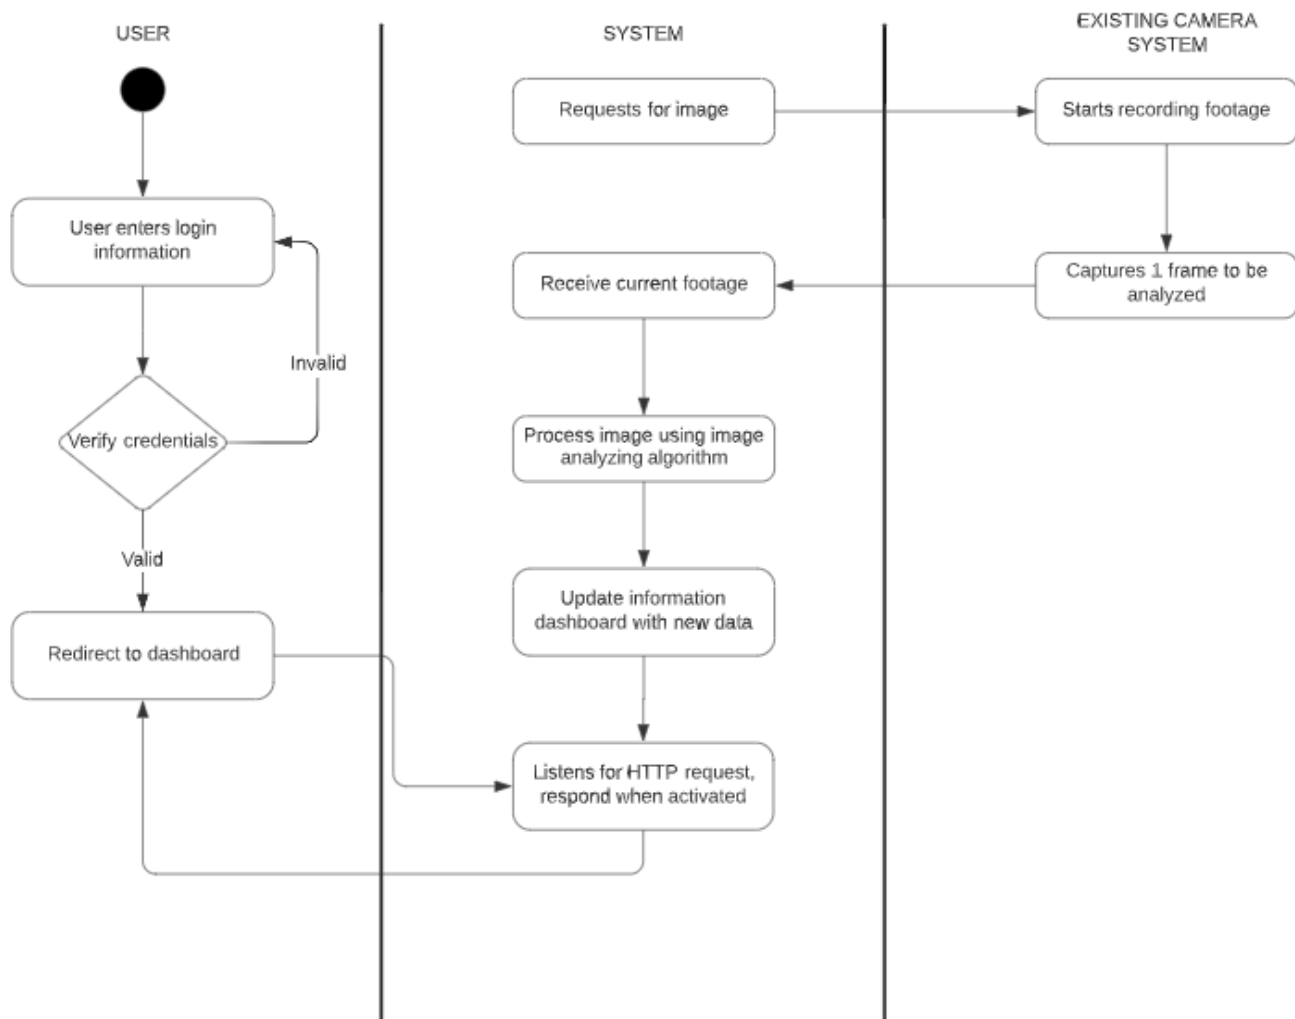 USER
SYSTEM
EXISTING CAMERA
SYSTEM
Requests for image
Starts recording footage
User enters login
information
Receive current footage
Captures 1 frame to be
analyzed
Invalid
Verify credentials
Process image using image
analyzing algorithm
Valid
Update information
dashboard with new data
Redirect to dashboard
Listens for HTTP request,
respond when activated